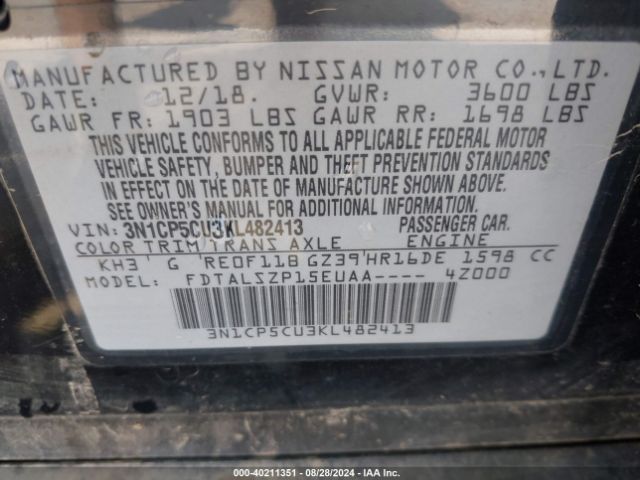 MANUFACTURED BY NISSAN MOTOR CO.,LTD.
DATE: 12/18. GVWR: 3600 LBS
GAWR FR: 1903 LBS GAWR RR: 1698 LBS
THIS VEHICLE CONFORMS TO ALL APPLICABLE FEDERAL MOTOR
VEHICLE SAFETY, BUMPER AND THEFT PREVENTION STANDARDS
IN EFFECT ON THE DATE OF MANUFACTURE SHOWN ABOVE.
SEE OWNER'S MANUAL FOR ADDITIONAL INFORMATION.
VIN: 3N1CP5CU3KL482413 PASSENGER CAR.
COLOR TRIM TRANS AXLE ENGINE
KH3 G RE0F11B GZ39 HR16DE 1598 CC
MODEL: FDTALSZP15EUAA---- 4Z000
3N1CP5CU3KL482413
000-40211351 | 08/28/2024 | IAA Inc.